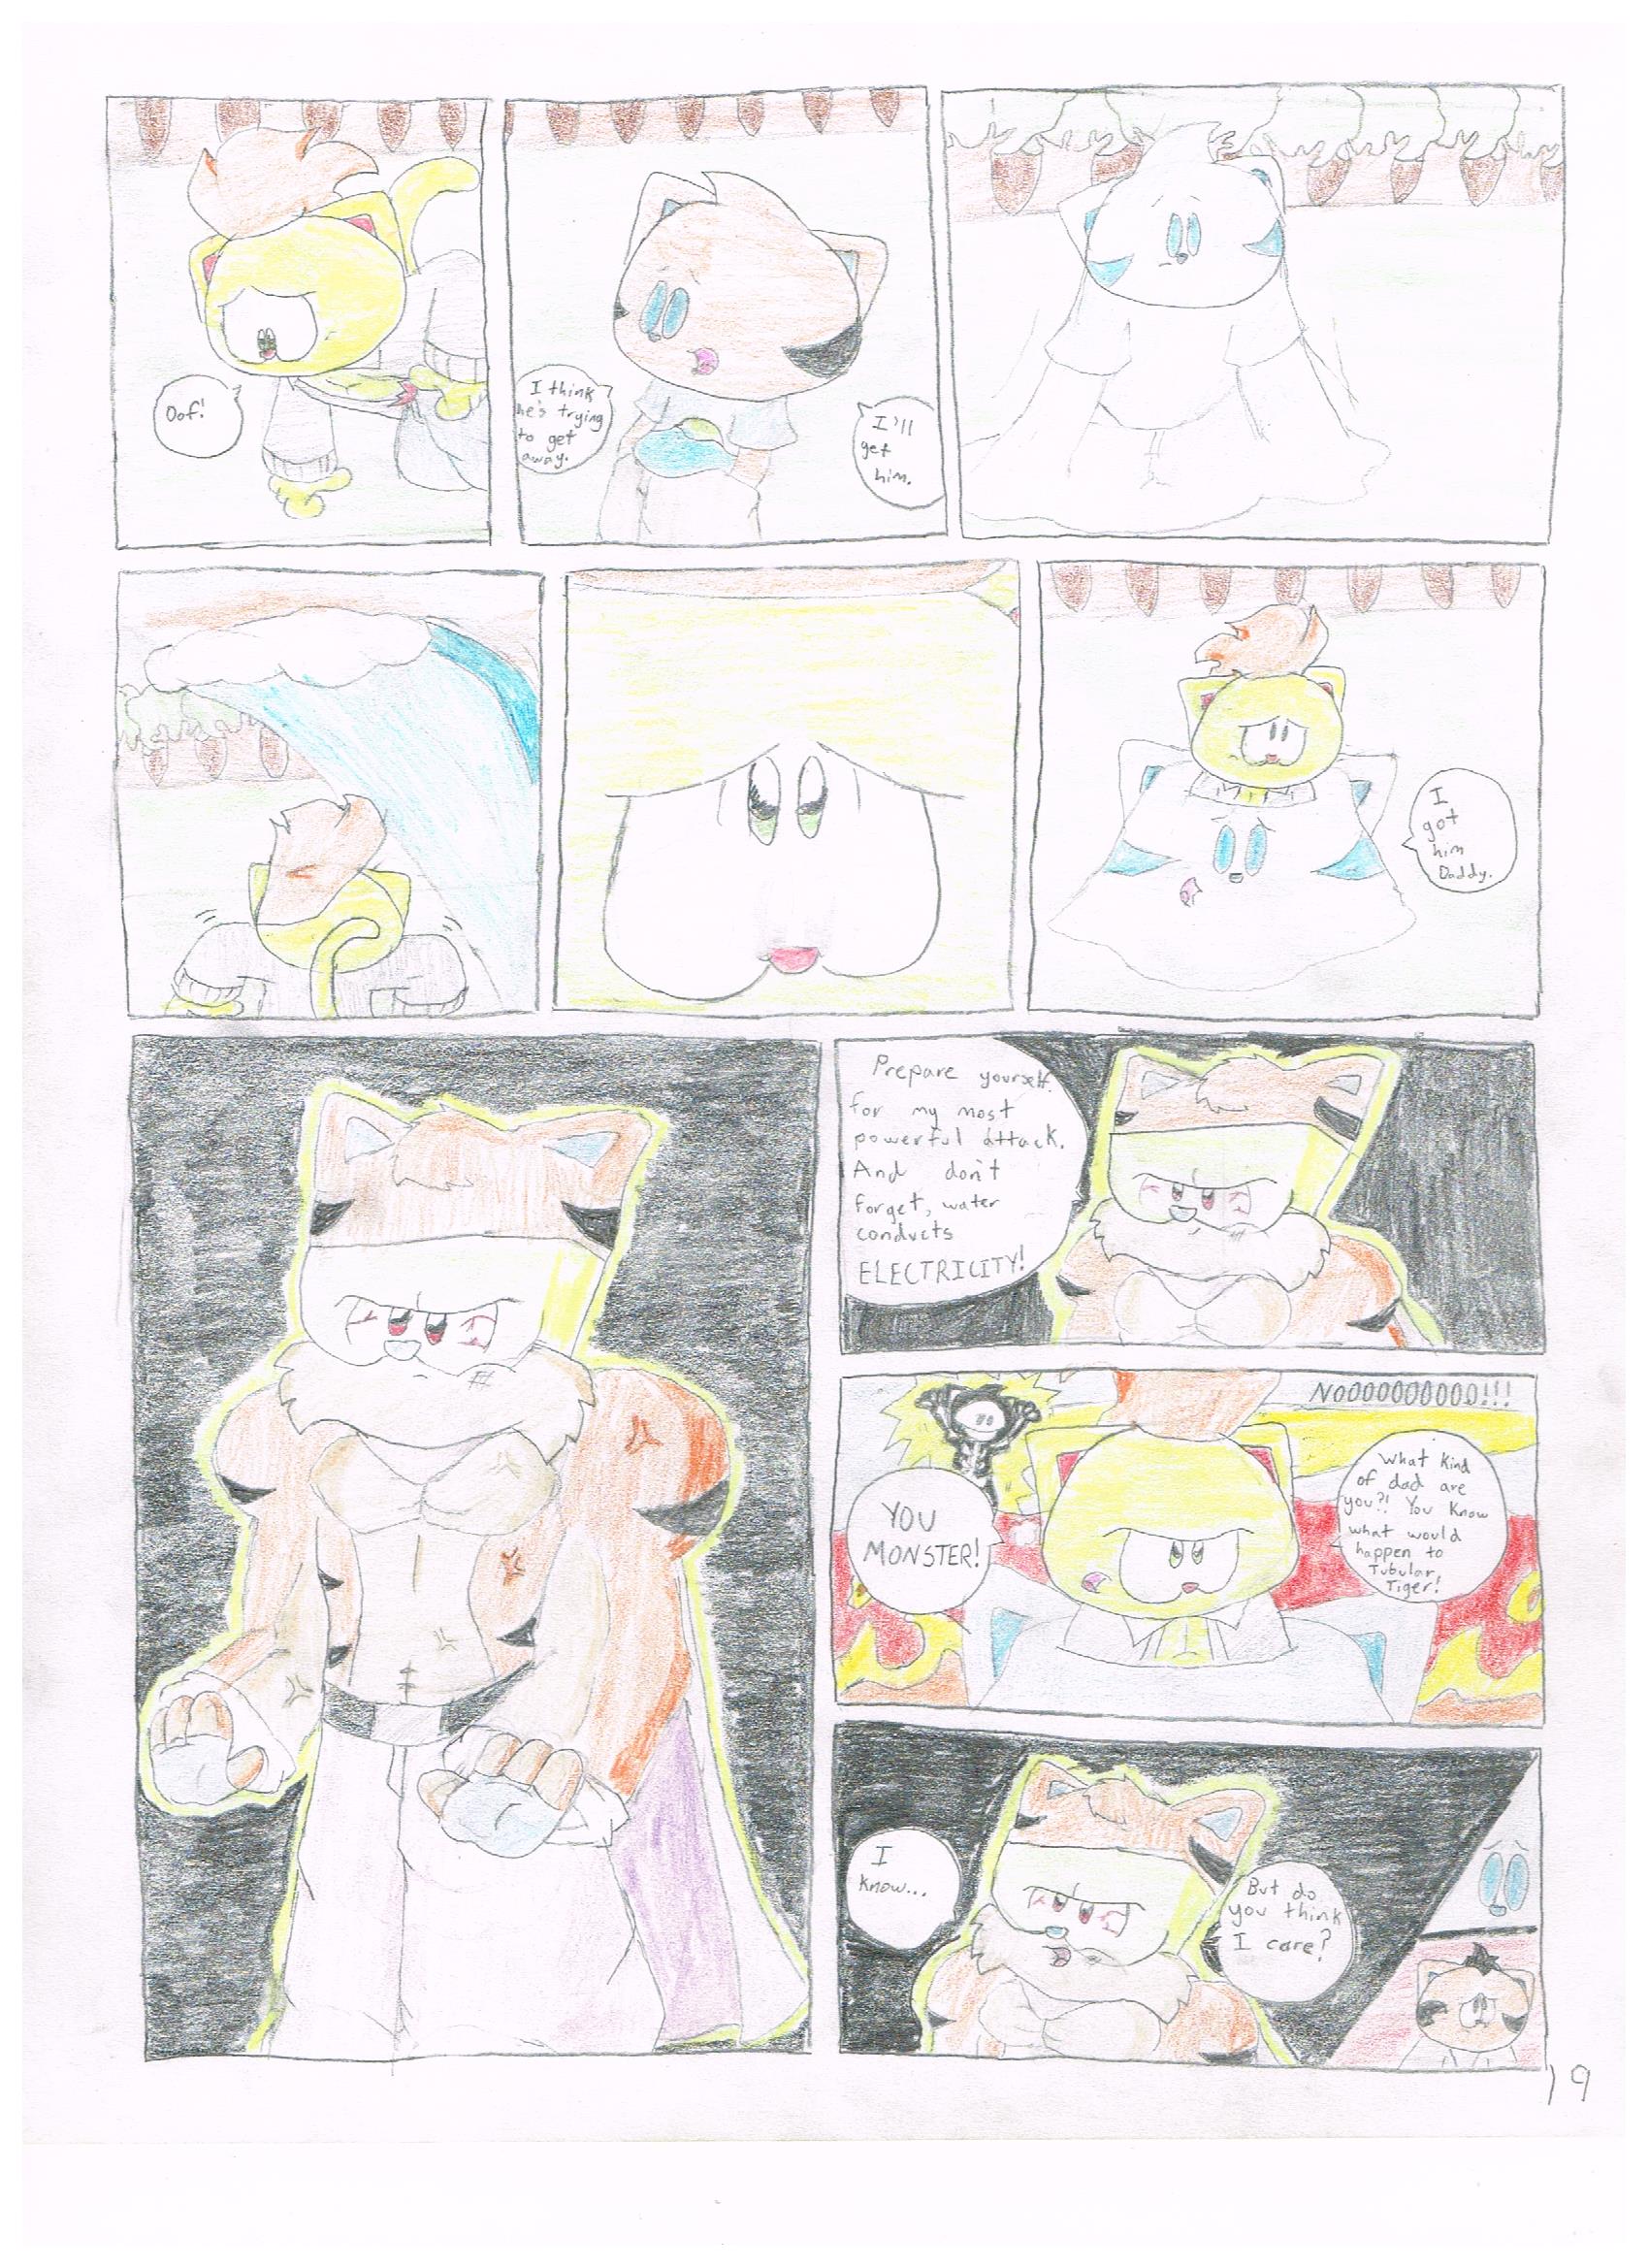 Oof!
I think
he's trying
to get
away.
I'll
get
him.
I
got
him
Daddy.
Prepare yourself
for my most
powerful attack.
And don't
forget, water
conducts
ELECTRICITY!
NOOOOOOOOOO!!!
YOU
MONSTER!
What kind
of dad are
you?! You know
what would
happen to
Tubular
Tiger!
I
know...
But do
you think
I care?
19